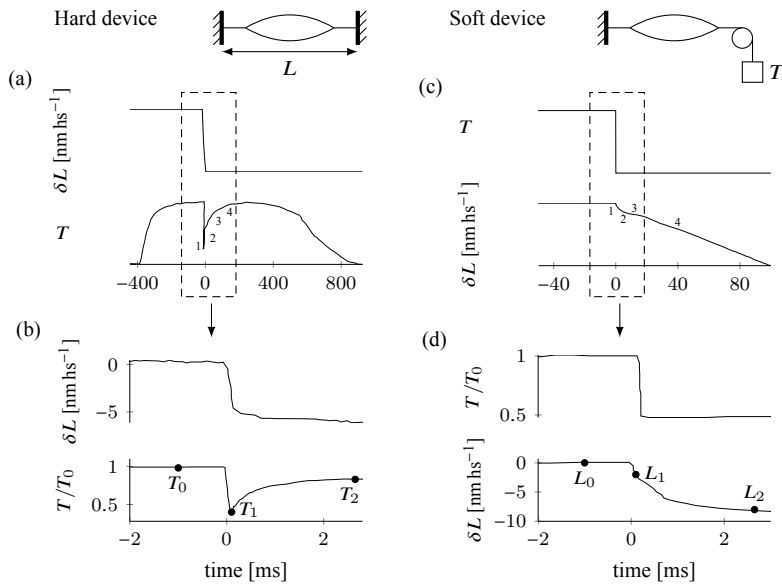 Hard device
L
Soft device
T
(a)
δL [nm hs⁻¹]
T
1 2 3 4
−400 0 400 800
(c)
T
δL [nm hs⁻¹]
1 2 3 4
−40 0 40 80
(b)
δL [nm hs⁻¹]
0
−5
T/T₀
1
0.5
T₀ T₁ T₂
−2 0 2
time [ms]
(d)
T/T₀
1
0.5
δL [nm hs⁻¹]
0
−5
−10
L₀ L₁ L₂
−2 0 2
time [ms]